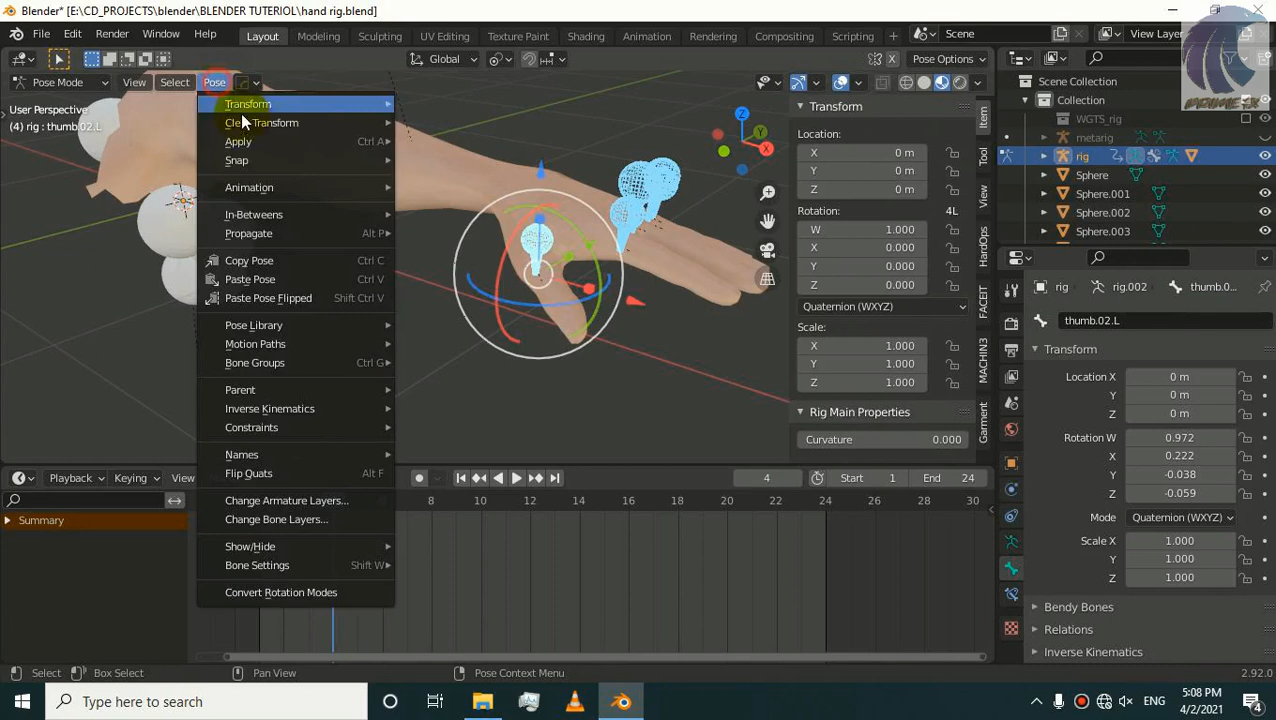 Blender* [E:\CD_PROJECTS\blender\BLENDER TUTERIOL\hand rig.blend]
File Edit Render Window Help Layout Modeling Sculpting UV Editing Texture Paint Shading Animation Rendering Compositing Scripting Scene View Layer
Global X Pose Options
Pose Mode View Select Pose
User Perspective
(4) rig : thumb.02.L
Transform
Clear Transform
Apply Ctrl A
Snap
Animation
In-Betweens
Propagate Alt P
Copy Pose Ctrl C
Paste Pose Ctrl V
Paste Pose Flipped Shift Ctrl V
Pose Library
Motion Paths
Bone Groups Ctrl G
Parent
Inverse Kinematics
Constraints
Names
Flip Quats Alt F
Change Armature Layers...
Change Bone Layers...
Show/Hide
Bone Settings Shift W
Convert Rotation Modes
Z
Y
X
Transform
Location:
X 0 m
Y 0 m
Z 0 m
Rotation: 4L
W 1.000
X 0.000
Y 0.000
Z 0.000
Quaternion (WXYZ)
Scale:
X 1.000
Y 1.000
Z 1.000
Rig Main Properties
Curvature 0.000
Item
Tool
View
HardOps
FACEIT
MACHIN3
Garment
Scene Collection
Collection
WGTS_rig
metarig
rig
Sphere
Sphere.001
Sphere.002
Sphere.003
rig rig.002 thumb.0...
thumb.02.L
Transform
Location X 0 m
Y 0 m
Z 0 m
Rotation W 0.972
X 0.222
Y -0.038
Z -0.059
Mode Quaternion (WXYZ)
Scale X 1.000
Y 1.000
Z 1.000
Bendy Bones
Relations
Inverse Kinematics
Playback Keying View 4 Start 1 End 24
8 10 12 14 16 18 20 22 24 26 28 30
Summary
Select Box Select Pan View Pose Context Menu 2.92.0
Type here to search
ENG 5:08 PM
4/2/2021
4